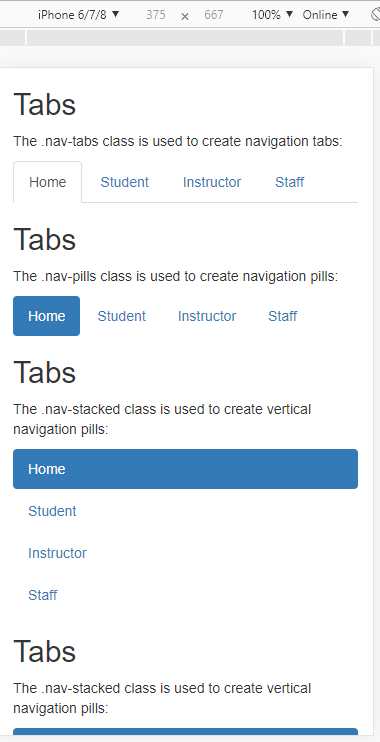 iPhone 6/7/8 ▼ 375 × 667 100% ▼ Online ▼
Tabs
The .nav-tabs class is used to create navigation tabs:
Home Student Instructor Staff
Tabs
The .nav-pills class is used to create navigation pills:
Home Student Instructor Staff
Tabs
The .nav-stacked class is used to create vertical
navigation pills:
Home
Student
Instructor
Staff
Tabs
The .nav-stacked class is used to create vertical
navigation pills: